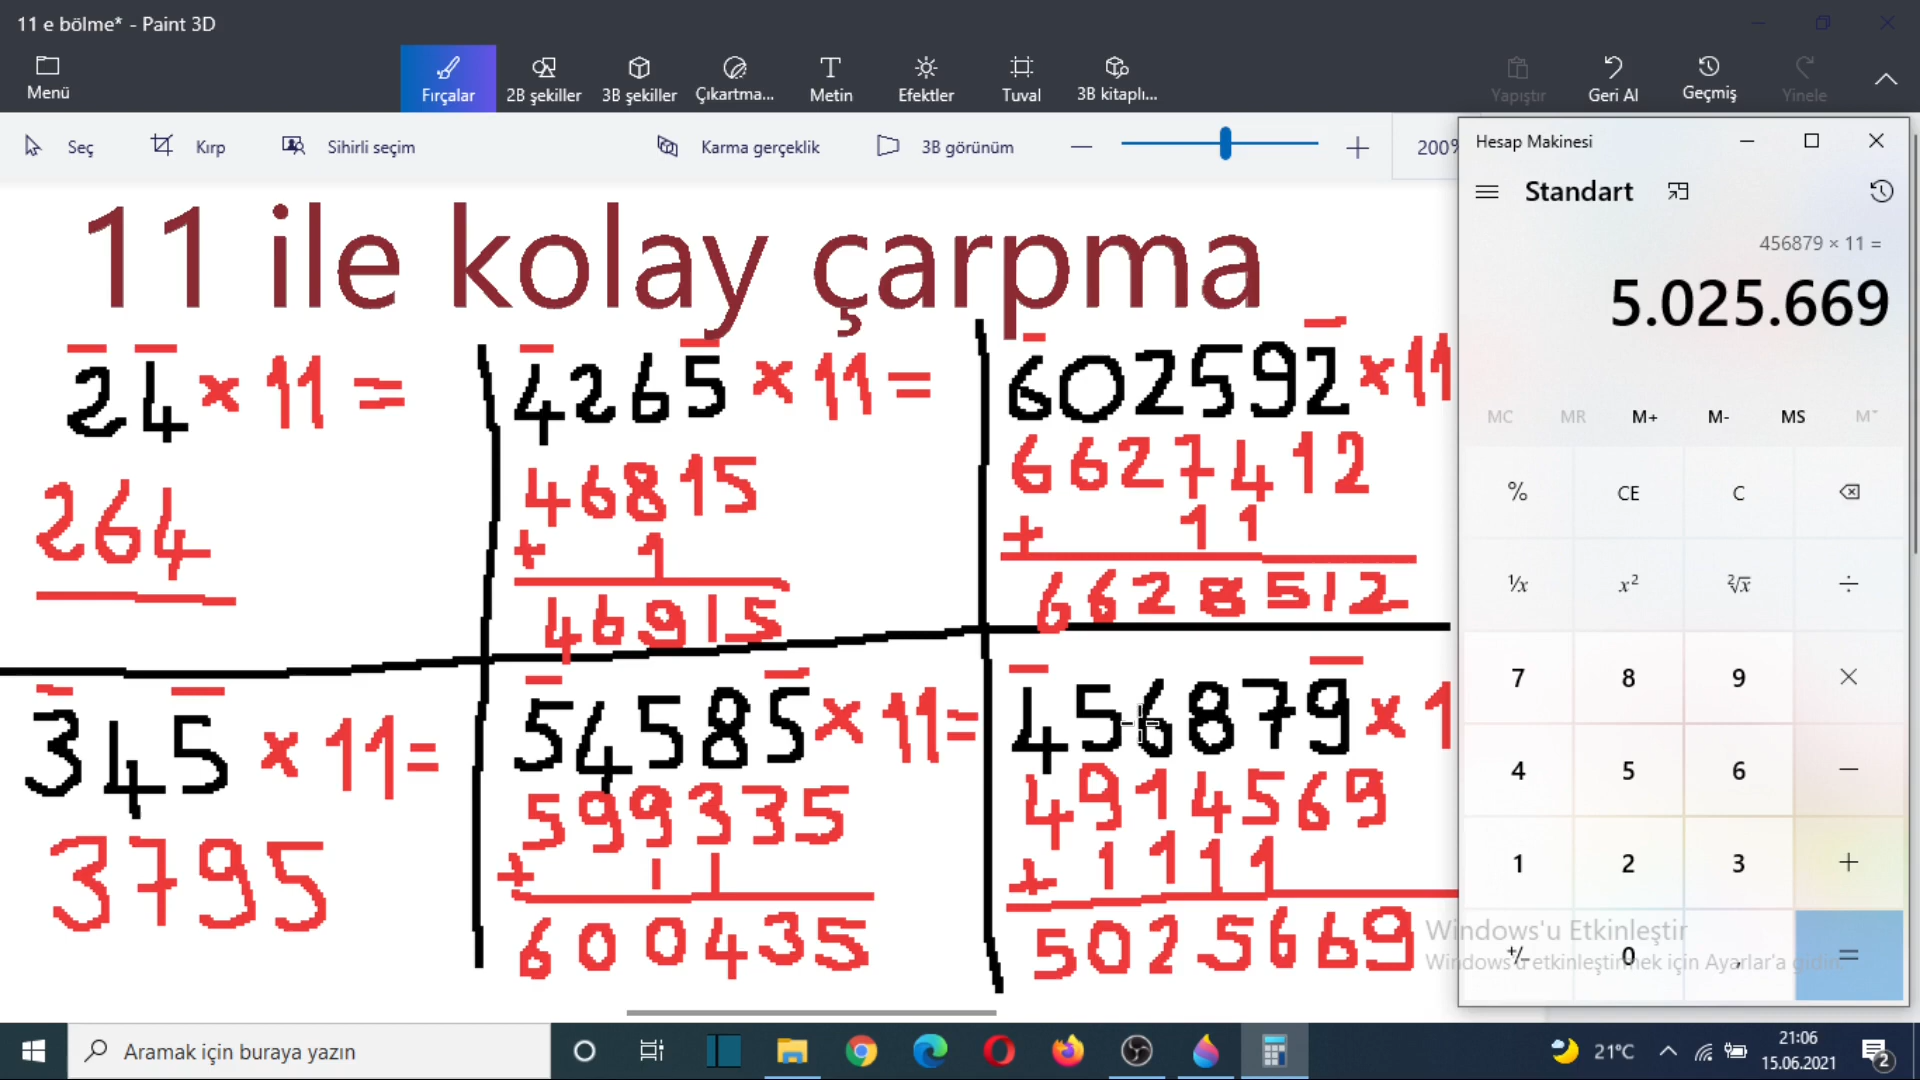 11 e bölme* - Paint 3D
Menü
Fırçalar
2B şekiller
3B şekiller
Çıkartma...
Metin
Efektler
Tuval
3B kitaplı...
Yapıştır
Geri Al
Geçmiş
Yinele
Seç
Kırp
Sihirli seçim
Karma gerçeklik
3B görünüm
200%
11 ile kolay çarpma
24 × 11 =
264
4265 × 11 =
46815
+ 1
46915
602592 × 11
6627412
+ 11
6628512
345 × 11 =
3795
54585 × 11 =
599335
+ 11
600435
456879 × 1
4914569
+ 1111
5025669
Hesap Makinesi
Standart
456879 × 11 =
5.025.669
MC MR M+ M- MS M˅
% CE C
⅟x x² ²√x ÷
7 8 9 ×
4 5 6 −
1 2 3 +
+/- 0 , =
Windows'u Etkinleştir
Windows'u etkinleştirmek için Ayarlar'a gidin.
Aramak için buraya yazın
21°C
21:06
15.06.2021
2